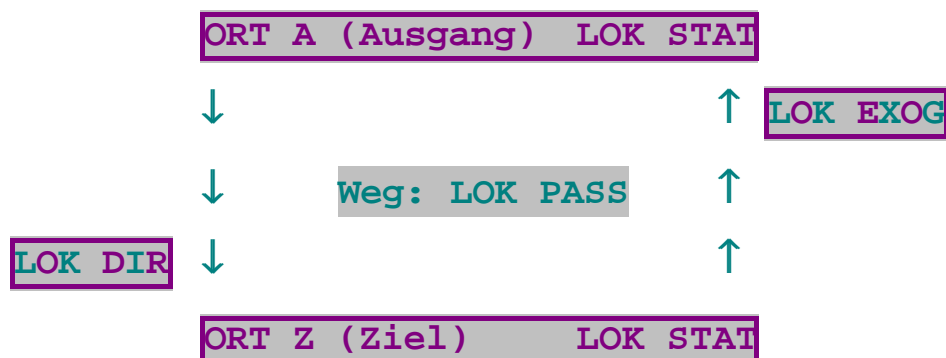 ORT A (Ausgang) LOK STAT
↓ ↑ LOK EXOG
↓ Weg: LOK PASS ↑
LOK DIR ↓ ↑
ORT Z (Ziel) LOK STAT